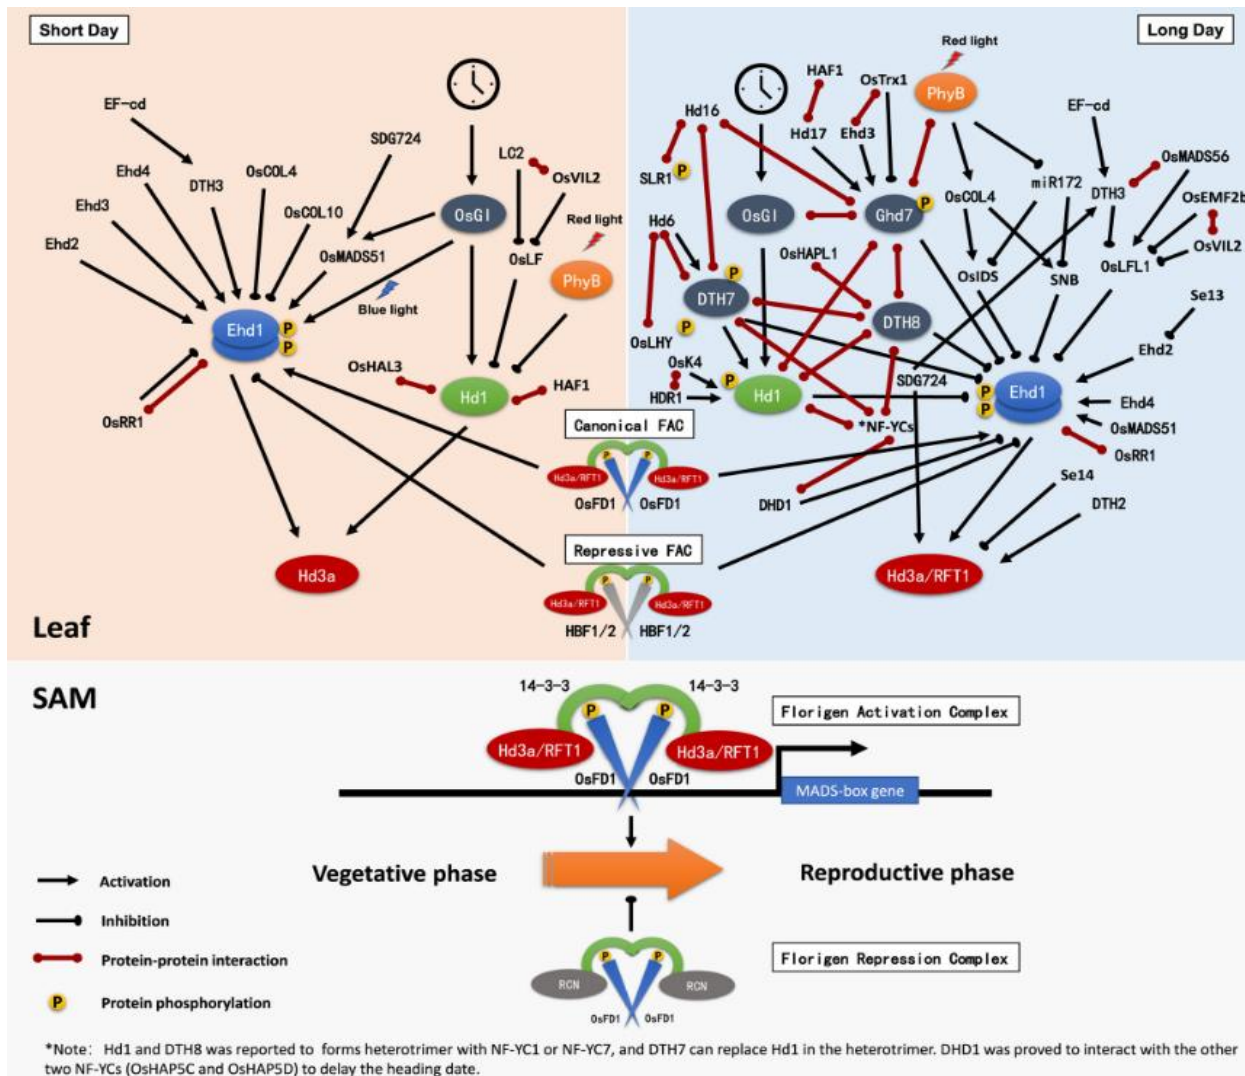 Short Day
Long Day
Red light
HAF1
OsTrx1
PhyB
EF-cd
EF-cd
Hd16
Hd17
Ehd3
OsMADS56
SDG724
LC2
OsVIL2
Ehd4
OsCOL4
DTH3
SLR1
P
miR172
DTH3
OsCOL4
OsEMF2b
Ehd3
OsCOL10
OsGI
OsGI
Ghd7
P
Red light
Hd6
OsVIL2
Ehd2
OsMADS51
OsLF
OsHAPL1
OsIDS
SNB
OsLFL1
PhyB
P
DTH7
Se13
Blue light
Ehd1
P
P
P
DTH8
OsLHY
Ehd2
OsHAL3
OsK4
SDG724
HAF1
HDR1
P
Hd1
Hd1
P
P
Ehd1
Ehd4
OsRR1
Canonical FAC
*NF-YCs
OsMADS51
OsRR1
P
P
Hd3a/RFT1
Hd3a/RFT1
Se14
OsFD1
OsFD1
DHD1
DTH2
Repressive FAC
Hd3a
Hd3a/RFT1
P
P
Hd3a/RFT1
Hd3a/RFT1
Leaf
HBF1/2
HBF1/2
SAM
14-3-3
14-3-3
P
P
Florigen Activation Complex
Hd3a/RFT1
Hd3a/RFT1
OsFD1
OsFD1
MADS-box gene
Vegetative phase
Reproductive phase
Activation
Inhibition
P
P
Florigen Repression Complex
Protein-protein interaction
RCN
RCN
P
Protein phosphorylation
OsFD1
OsFD1
*Note: Hd1 and DTH8 was reported to forms heterotrimer with NF-YC1 or NF-YC7, and DTH7 can replace Hd1 in the heterotrimer. DHD1 was proved to interact with the other
two NF-YCs (OsHAP5C and OsHAP5D) to delay the heading date.